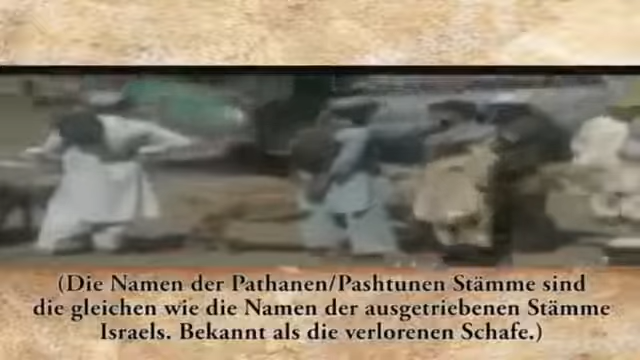 (Die Namen der Pathanen/Pashtunen Stämme sind
die gleichen wie die Namen der ausgetriebenen Stämme
Israels. Bekannt als die verlorenen Schafe.)